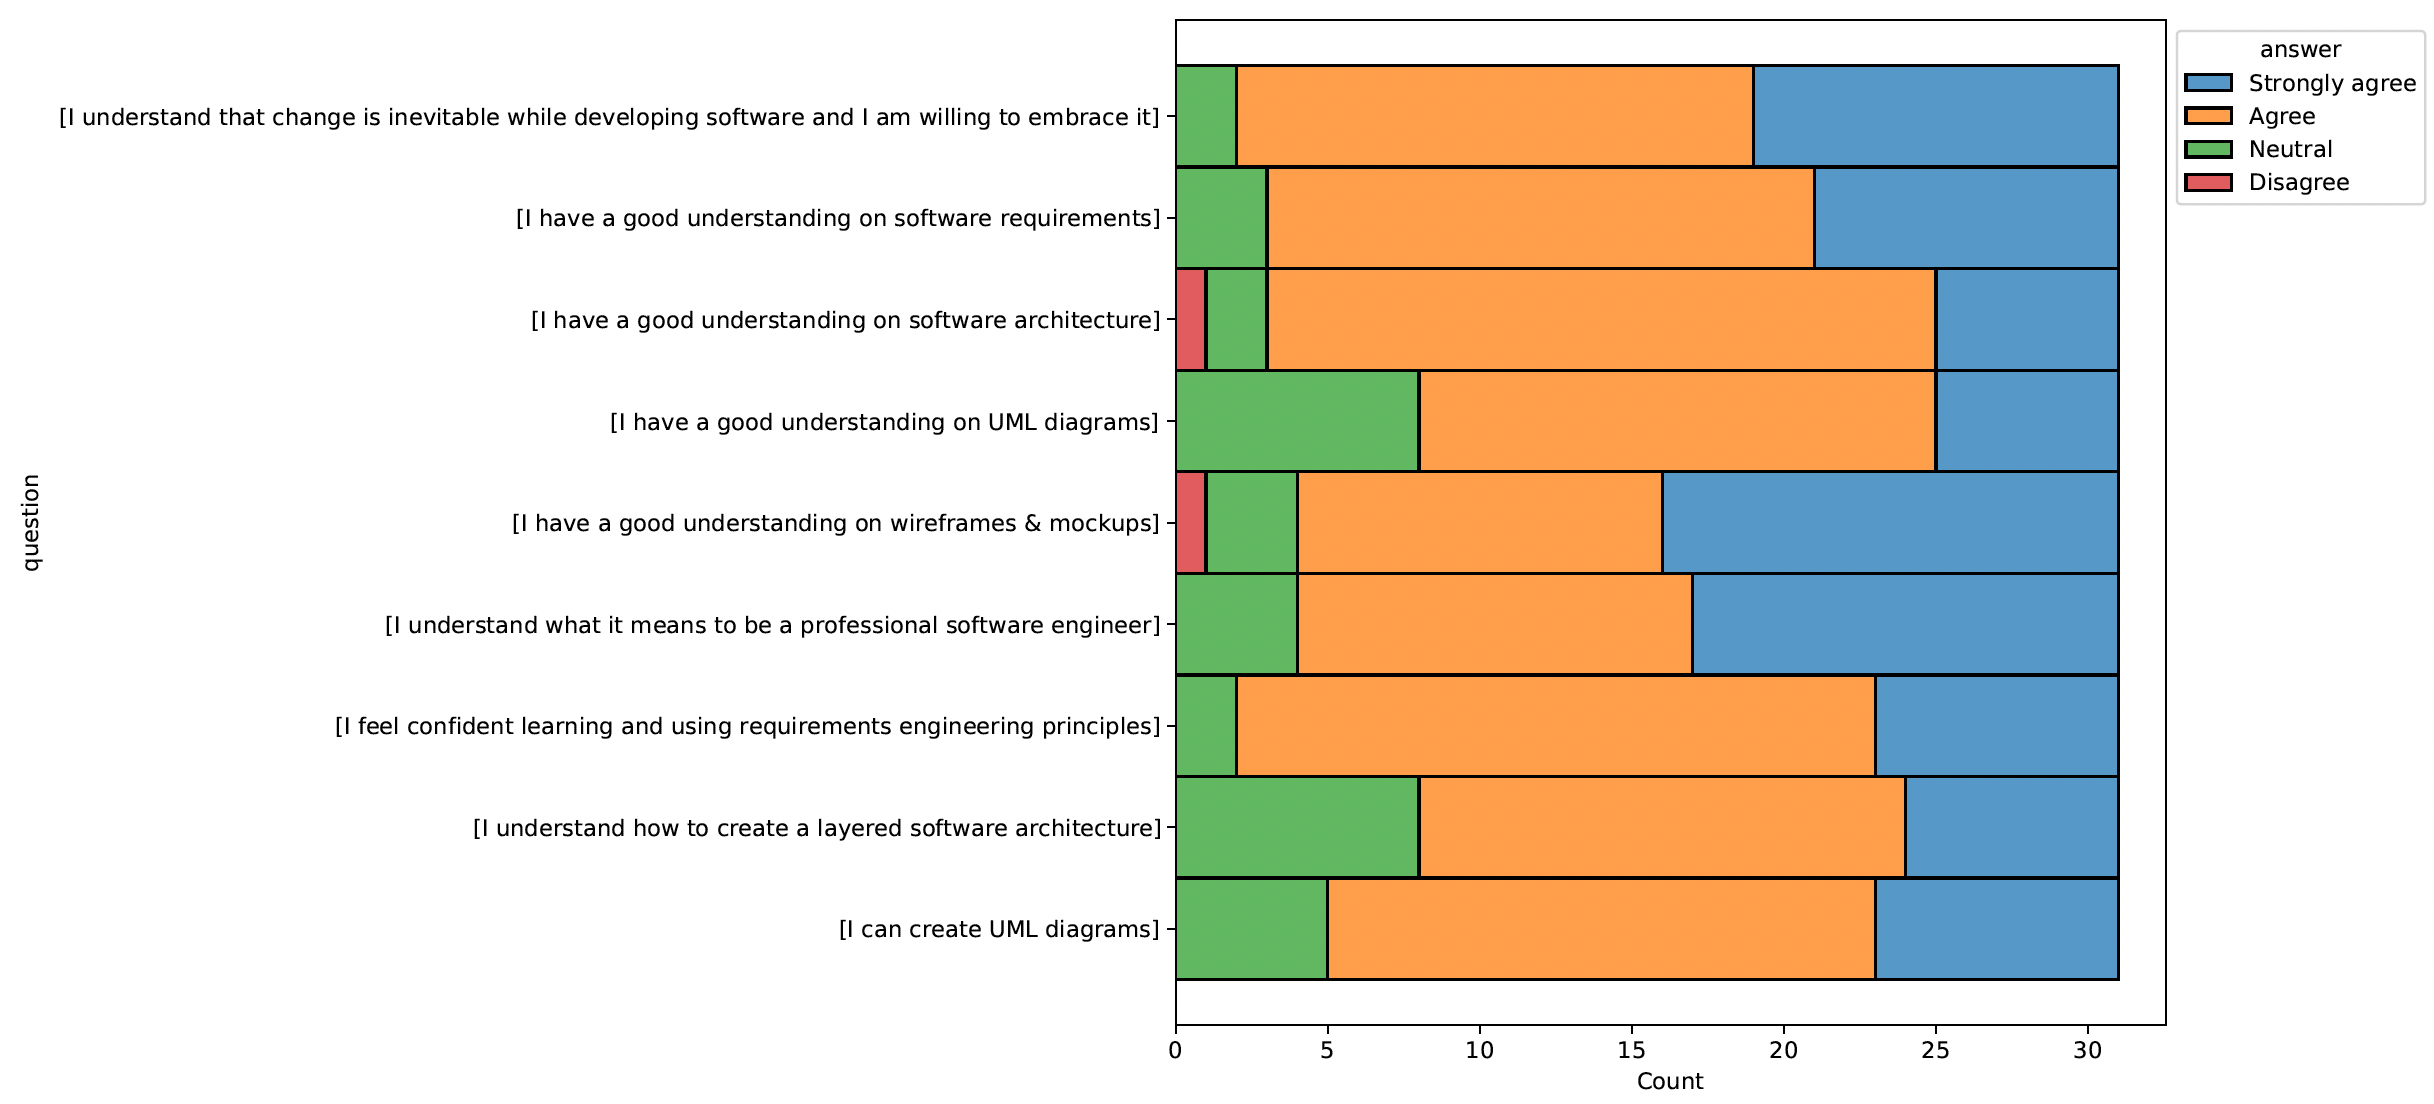 answer
Strongly agree
Agree
Neutral
Disagree
question
[I understand that change is inevitable while developing software and I am willing to embrace it]
[I have a good understanding on software requirements]
[I have a good understanding on software architecture]
[I have a good understanding on UML diagrams]
[I have a good understanding on wireframes & mockups]
[I understand what it means to be a professional software engineer]
[I feel confident learning and using requirements engineering principles]
[I understand how to create a layered software architecture]
[I can create UML diagrams]
0 5 10 15 20 25 30
Count